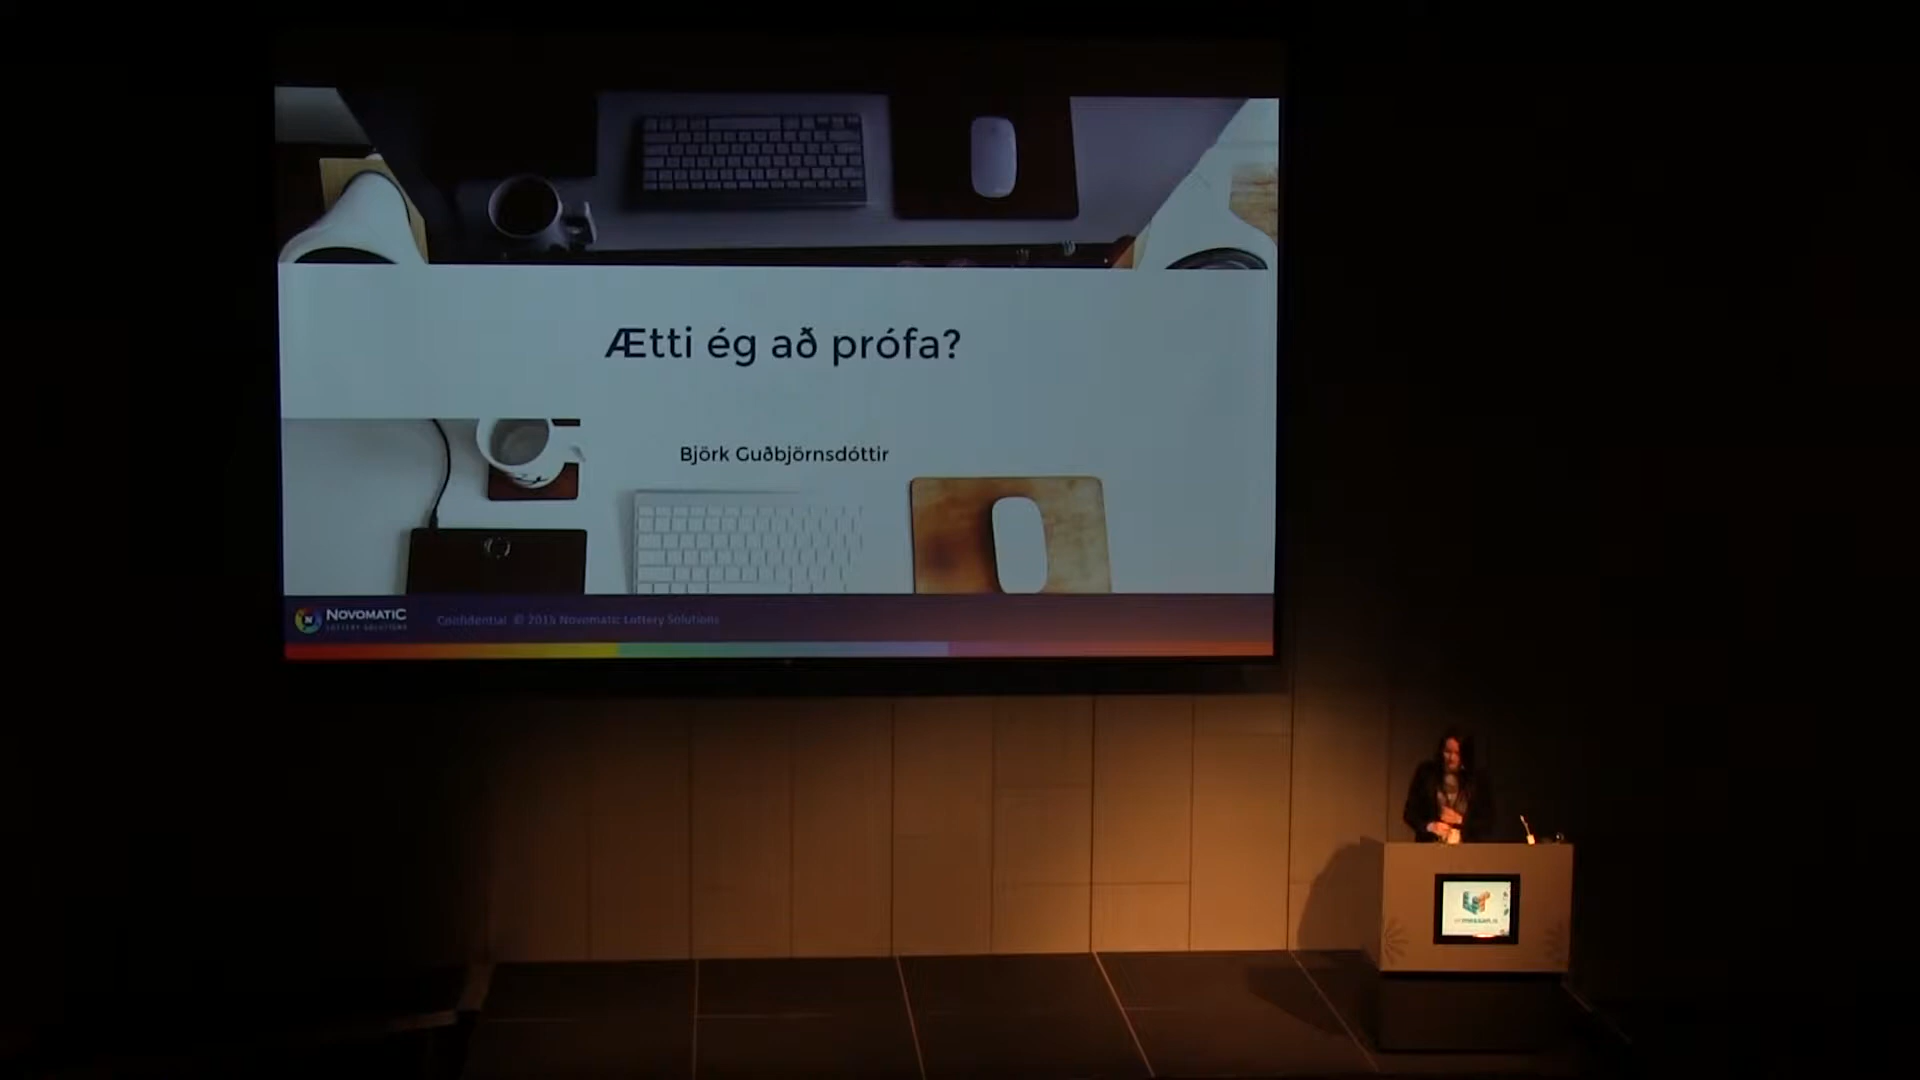 Ætti ég að prófa?
Björk Guðbjörnsdóttir
NOVOMATIC
LOTTERY SOLUTIONS
Confidential © 2015 Novomatic Lottery Solutions